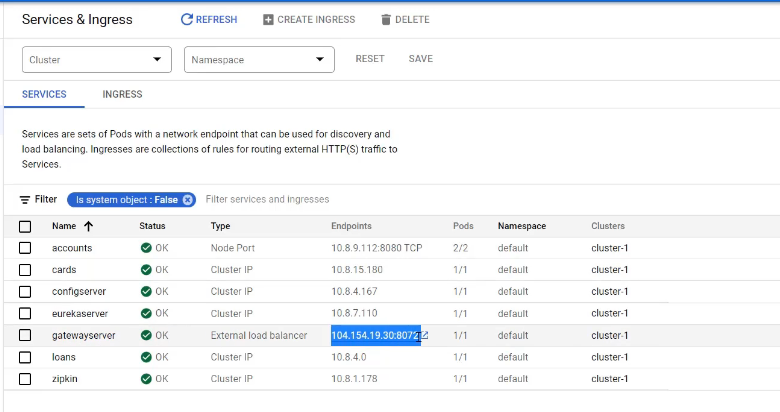 Services & Ingress REFRESH CREATE INGRESS DELETE
Cluster Namespace RESET SAVE
SERVICES INGRESS
Services are sets of Pods with a network endpoint that can be used for discovery and
load balancing. Ingresses are collections of rules for routing external HTTP(S) traffic to
Services.
Filter Is system object : False Filter services and ingresses
Name Status Type Endpoints Pods Namespace Clusters
accounts OK Node Port 10.8.9.112:8080 TCP 2/2 default cluster-1
cards OK Cluster IP 10.8.15.180 1/1 default cluster-1
configserver OK Cluster IP 10.8.4.167 1/1 default cluster-1
eurekaserver OK Cluster IP 10.8.7.110 1/1 default cluster-1
gatewayserver OK External load balancer 104.154.19.30:8072 1/1 default cluster-1
loans OK Cluster IP 10.8.4.0 1/1 default cluster-1
zipkin OK Cluster IP 10.8.1.178 1/1 default cluster-1